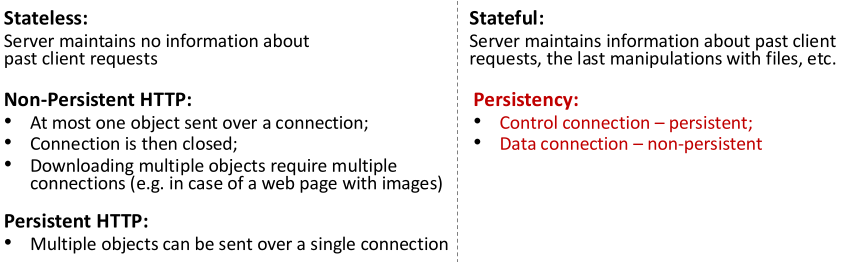 Stateless:
Server maintains no information about
past client requests
Non-Persistent HTTP:
• At most one object sent over a connection;
• Connection is then closed;
• Downloading multiple objects require multiple
connections (e.g. in case of a web page with images)
Persistent HTTP:
• Multiple objects can be sent over a single connection
Stateful:
Server maintains information about past client
requests, the last manipulations with files, etc.
Persistency:
• Control connection – persistent;
• Data connection – non-persistent